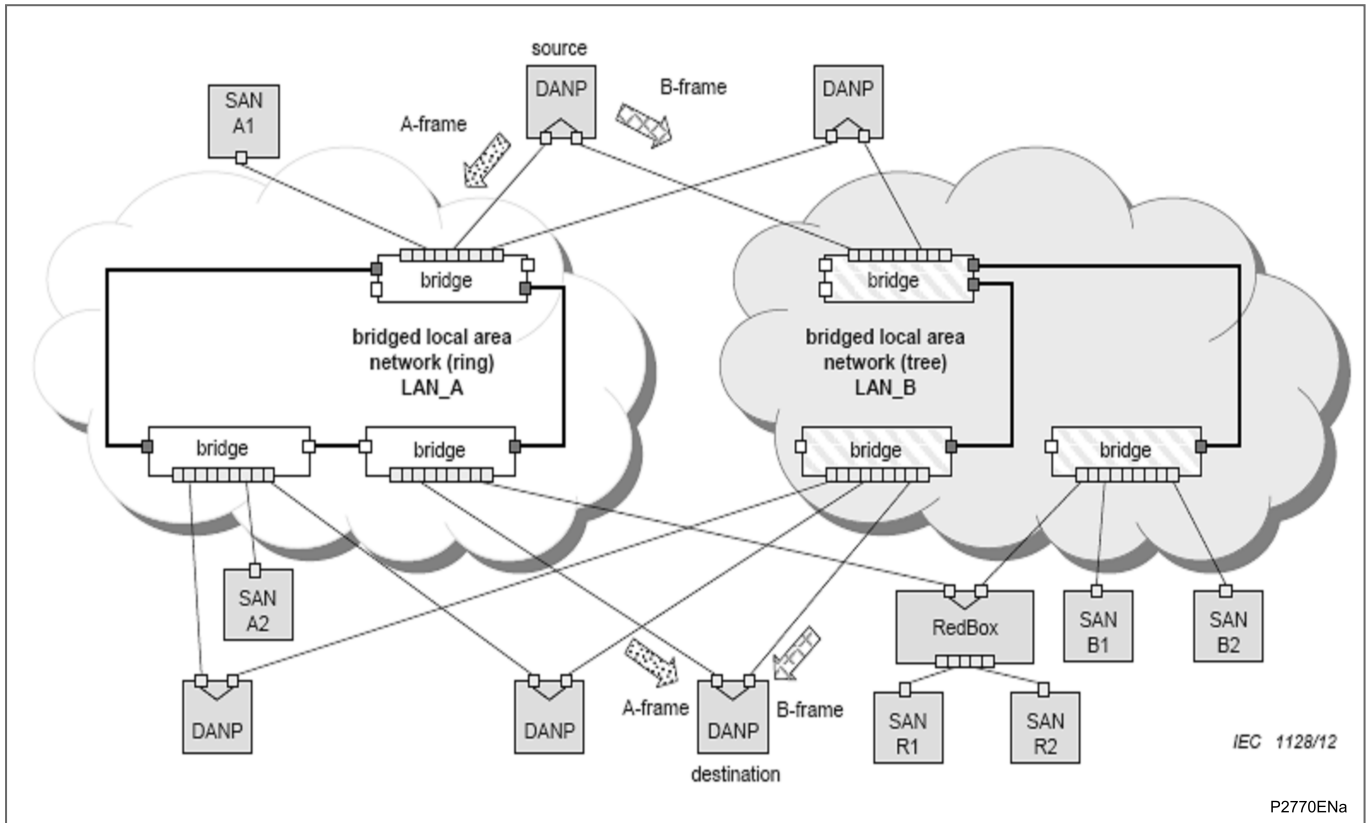 source
SAN
A1
DANP
A-frame
B-frame
DANP
bridge
bridge
bridged local area
network (ring)
LAN_A
bridged local area
network (tree)
LAN_B
bridge
bridge
bridge
bridge
SAN
A2
RedBox
SAN
B1
SAN
B2
DANP
DANP
A-frame
DANP
B-frame
destination
SAN
R1
SAN
R2
IEC 1128/12
P2770ENa